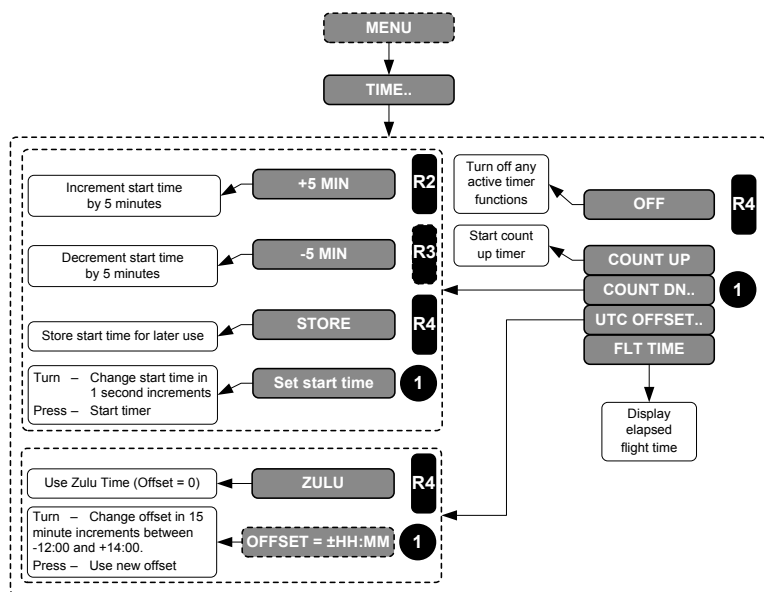 MENU
TIME..
Increment start time
by 5 minutes
+5 MIN
R2
Decrement start time
by 5 minutes
-5 MIN
R3
Store start time for later use
STORE
R4
Turn – Change start time in
1 second increments
Press – Start timer
Set start time
1
Use Zulu Time (Offset = 0)
ZULU
R4
Turn – Change offset in 15
minute increments between
-12:00 and +14:00.
Press – Use new offset
OFFSET = ±HH:MM
1
Turn off any
active timer
functions
OFF
R4
Start count
up timer
COUNT UP
COUNT DN..
1
UTC OFFSET..
FLT TIME
Display
elapsed
flight time